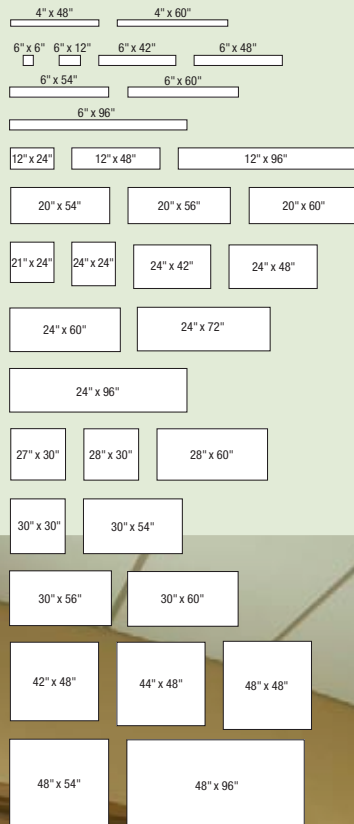 4" x 48" 4" x 60"
6" x 6" 6" x 12" 6" x 42" 6" x 48"
6" x 54" 6" x 60"
6" x 96"
12" x 24" 12" x 48" 12" x 96"
20" x 54" 20" x 56" 20" x 60"
21" x 24" 24" x 24" 24" x 42" 24" x 48"
24" x 60" 24" x 72"
24" x 96"
27" x 30" 28" x 30" 28" x 60"
30" x 30" 30" x 54"
30" x 56" 30" x 60"
42" x 48" 44" x 48" 48" x 48"
48" x 54" 48" x 96"